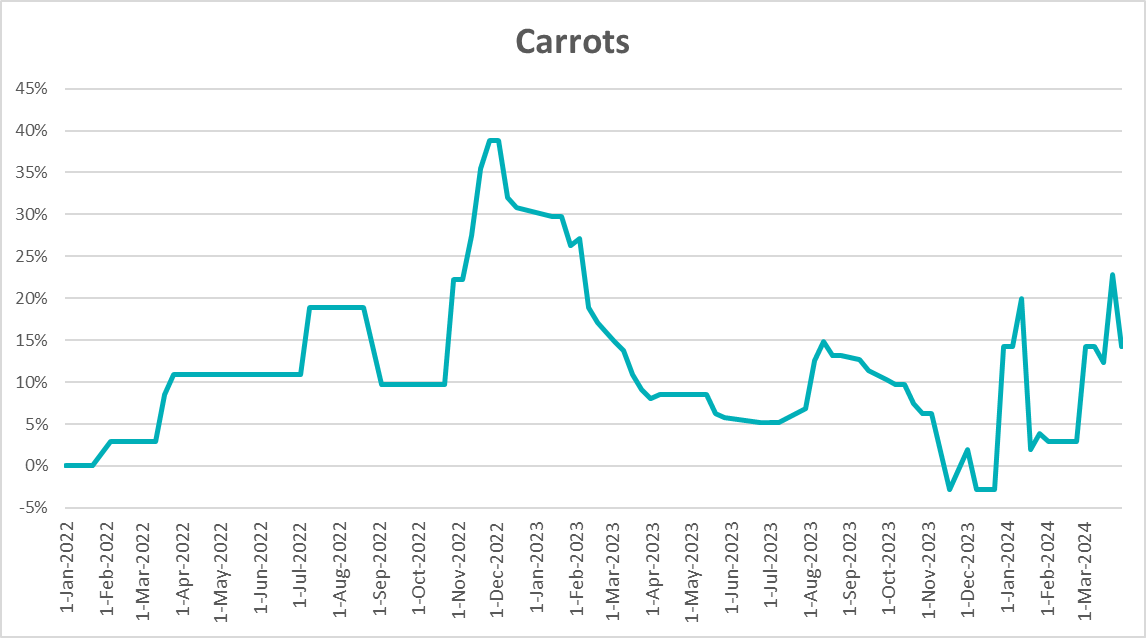 Carrots
45%
40%
35%
30%
25%
20%
15%
10%
5%
0%
-5%
1-Jan-2022
1-Feb-2022
1-Mar-2022
1-Apr-2022
1-May-2022
1-Jun-2022
1-Jul-2022
1-Aug-2022
1-Sep-2022
1-Oct-2022
1-Nov-2022
1-Dec-2022
1-Jan-2023
1-Feb-2023
1-Mar-2023
1-Apr-2023
1-May-2023
1-Jun-2023
1-Jul-2023
1-Aug-2023
1-Sep-2023
1-Oct-2023
1-Nov-2023
1-Dec-2023
1-Jan-2024
1-Feb-2024
1-Mar-2024